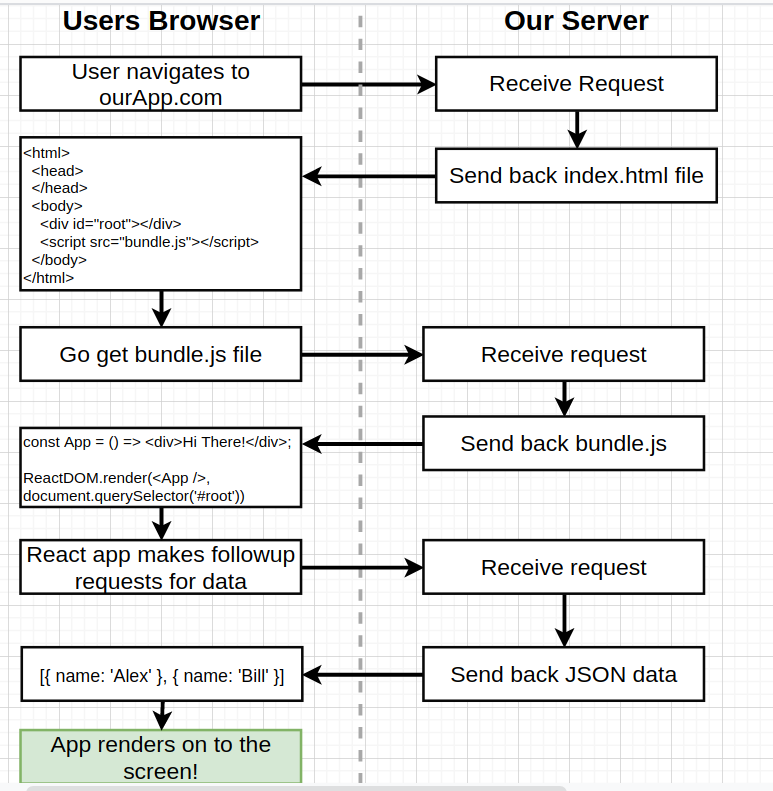 Users Browser
Our Server
User navigates to
ourApp.com
Receive Request
Send back index.html file
<html>
<head>
</head>
<body>
<div id="root"></div>
<script src="bundle.js"></script>
</body>
</html>
Go get bundle.js file
Receive request
Send back bundle.js
const App = () => <div>Hi There!</div>;
ReactDOM.render(<App />,
document.querySelector('#root'))
React app makes followup
requests for data
Receive request
Send back JSON data
[{ name: 'Alex' }, { name: 'Bill' }]
App renders on to the
screen!